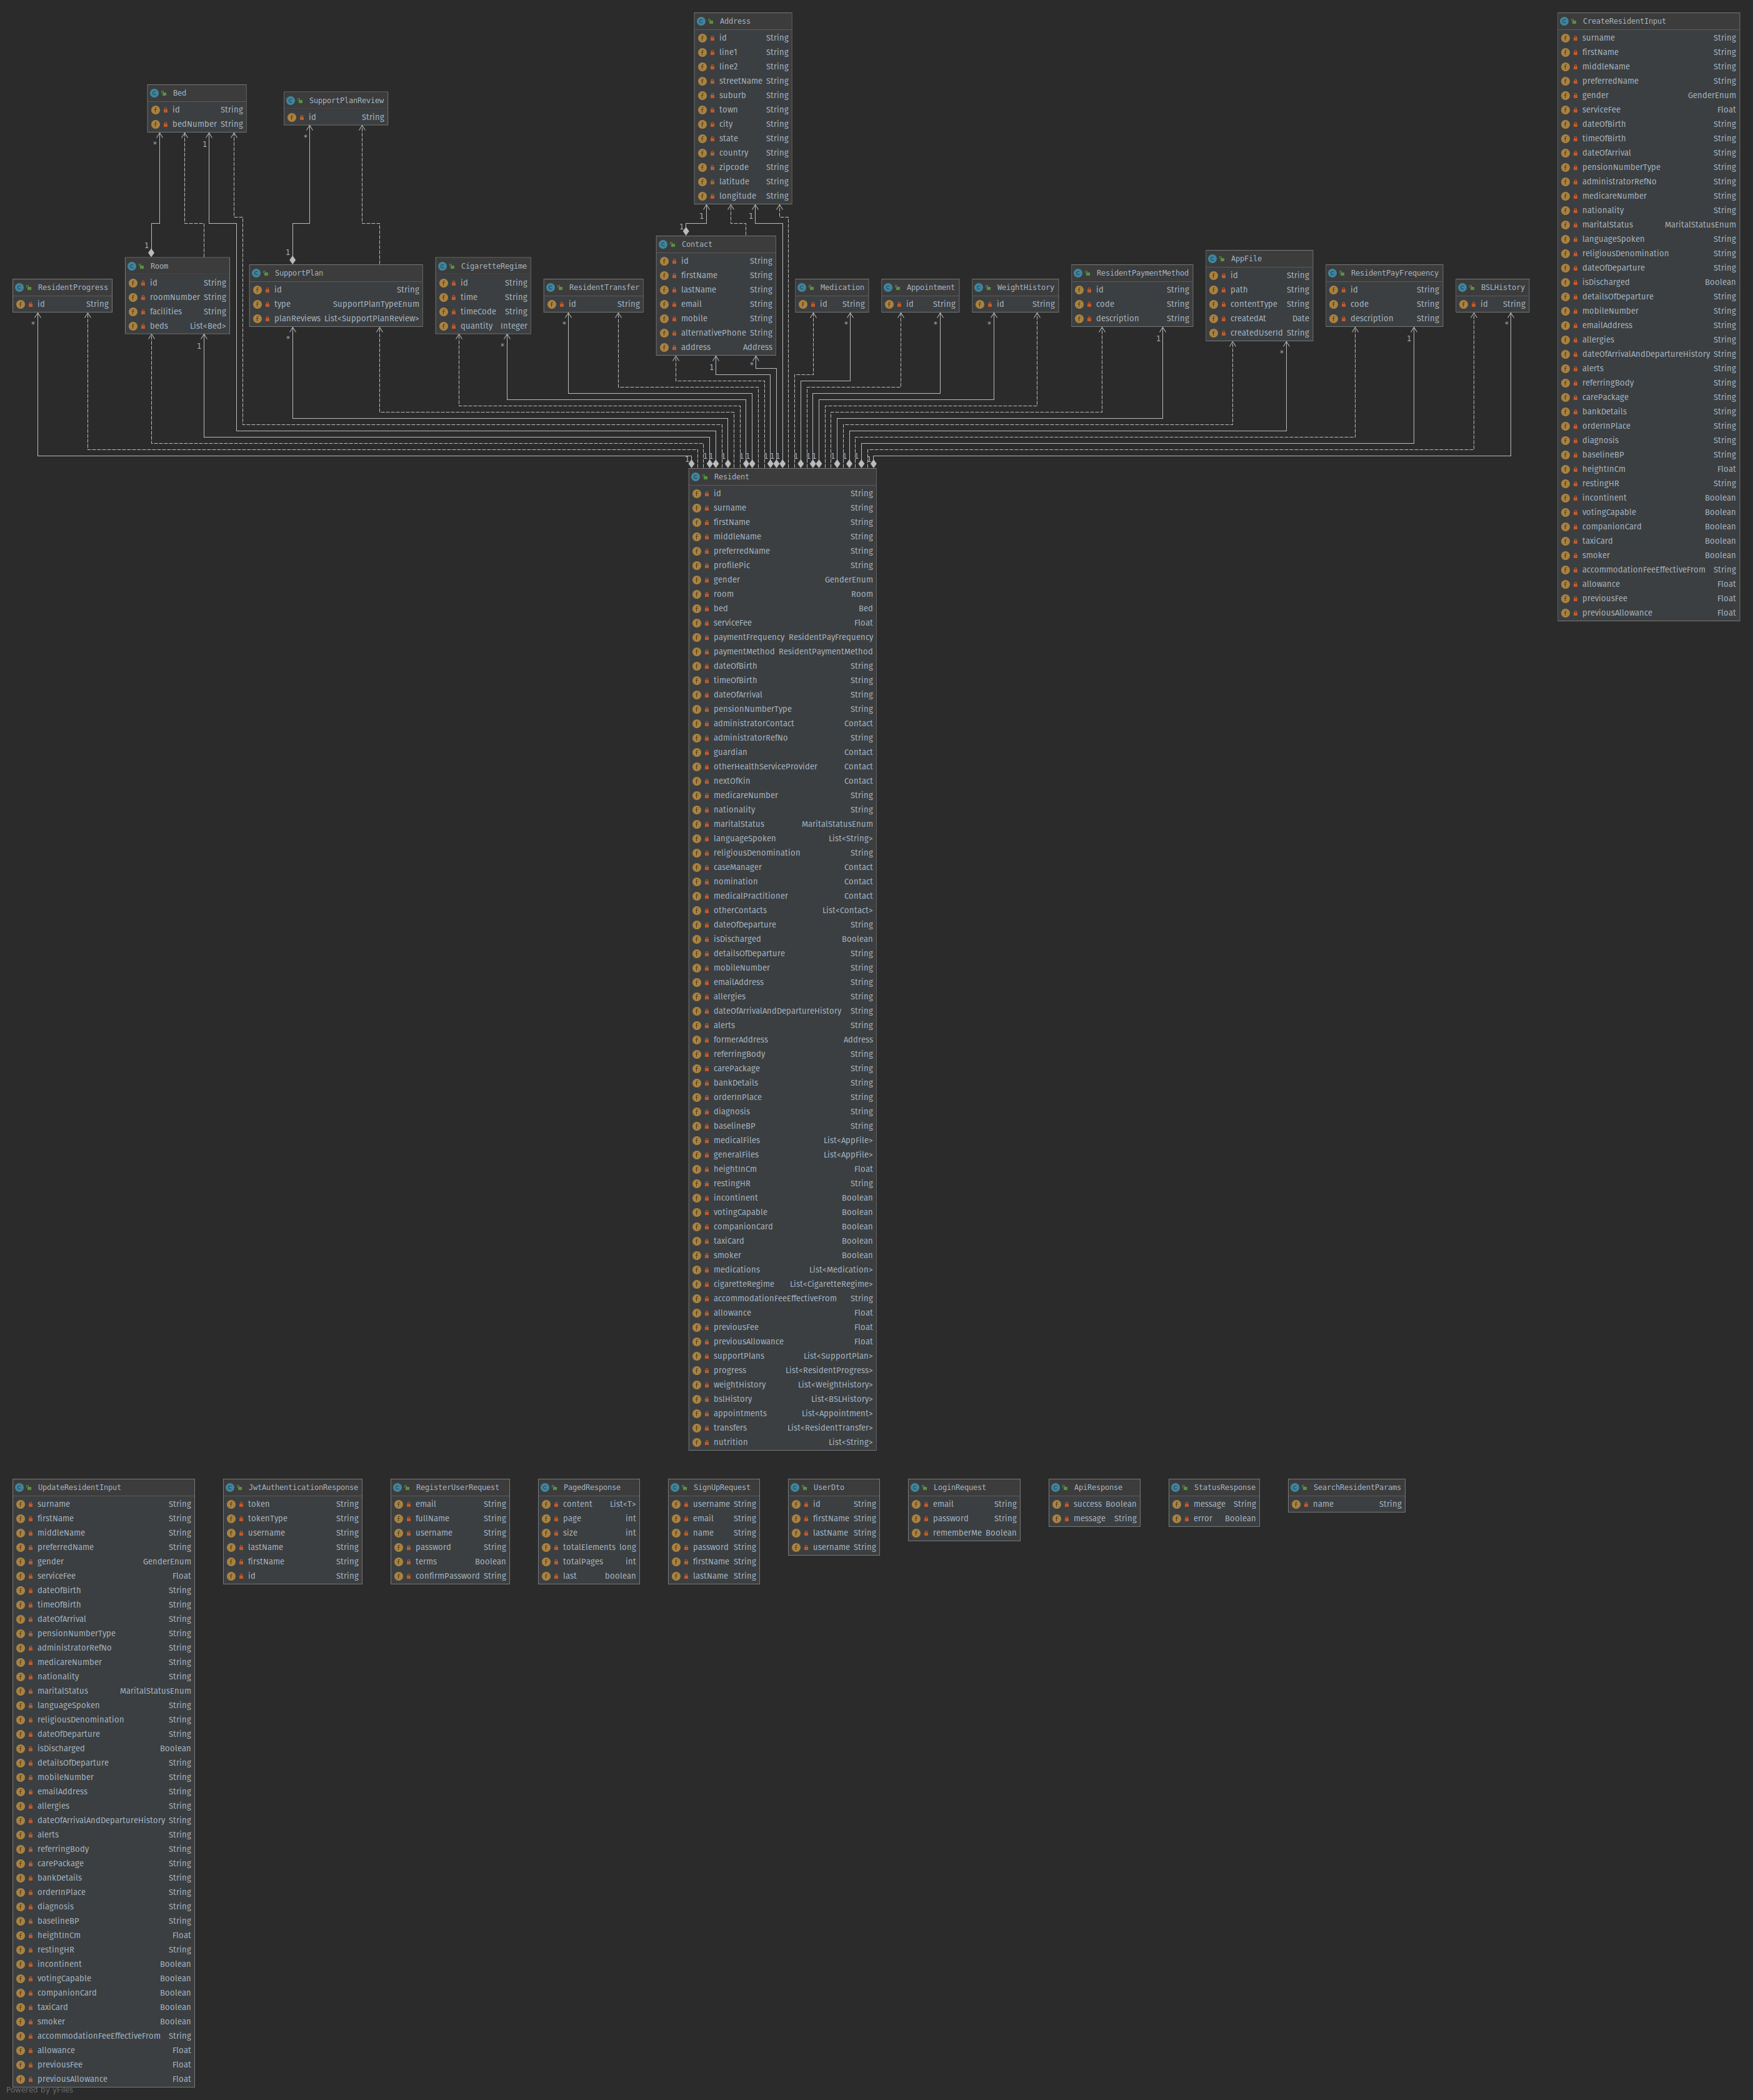 Address
id String
line1 String
line2 String
streetName String
suburb String
town String
city String
state String
country String
zipcode String
latitude String
longitude String
CreateResidentInput
surname String
firstName String
middleName String
preferredName String
gender GenderEnum
serviceFee Float
dateOfBirth String
timeOfBirth String
dateOfArrival String
pensionNumberType String
administratorRefNo String
medicareNumber String
nationality String
maritalStatus MaritalStatusEnum
languageSpoken String
religiousDenomination String
dateOfDeparture String
isDischarged Boolean
detailsOfDeparture String
mobileNumber String
emailAddress String
allergies String
dateOfArrivalAndDepartureHistory String
alerts String
referringBody String
carePackage String
bankDetails String
orderInPlace String
diagnosis String
baselineBP String
heightInCm Float
restingHR String
incontinent Boolean
votingCapable Boolean
companionCard Boolean
taxiCard Boolean
smoker Boolean
accommodationFeeEffectiveFrom String
allowance Float
previousFee Float
previousAllowance Float
Bed
id String
bedNumber String
SupportPlanReview
id String
ResidentProgress
id String
Room
id String
roomNumber String
facilities String
beds List<Bed>
SupportPlan
id String
type SupportPlanTypeEnum
planReviews List<SupportPlanReview>
CigaretteRegime
id String
time String
timeCode String
quantity Integer
ResidentTransfer
id String
Contact
id String
firstName String
lastName String
email String
mobile String
alternativePhone String
address Address
Medication
id String
Appointment
id String
WeightHistory
id String
ResidentPaymentMethod
id String
code String
description String
AppFile
id String
path String
contentType String
createdAt Date
createdUserId String
ResidentPayFrequency
id String
code String
description String
BSLHistory
id String
Resident
id String
surname String
firstName String
middleName String
preferredName String
profilePic String
gender GenderEnum
room Room
bed Bed
serviceFee Float
paymentFrequency ResidentPayFrequency
paymentMethod ResidentPaymentMethod
dateOfBirth String
timeOfBirth String
dateOfArrival String
pensionNumberType String
administratorContact Contact
administratorRefNo String
guardian Contact
otherHealthServiceProvider Contact
nextOfKin Contact
medicareNumber String
nationality String
maritalStatus MaritalStatusEnum
languageSpoken List<String>
religiousDenomination String
caseManager Contact
nomination Contact
medicalPractitioner Contact
otherContacts List<Contact>
dateOfDeparture String
isDischarged Boolean
detailsOfDeparture String
mobileNumber String
emailAddress String
allergies String
dateOfArrivalAndDepartureHistory String
alerts String
formerAddress Address
referringBody String
carePackage String
bankDetails String
orderInPlace String
diagnosis String
baselineBP String
medicalFiles List<AppFile>
generalFiles List<AppFile>
heightInCm Float
restingHR String
incontinent Boolean
votingCapable Boolean
companionCard Boolean
taxiCard Boolean
smoker Boolean
medications List<Medication>
cigaretteRegime List<CigaretteRegime>
accommodationFeeEffectiveFrom String
allowance Float
previousFee Float
previousAllowance Float
supportPlans List<SupportPlan>
progress List<ResidentProgress>
weightHistory List<WeightHistory>
bslHistory List<BSLHistory>
appointments List<Appointment>
transfers List<ResidentTransfer>
nutrition List<String>
UpdateResidentInput
surname String
firstName String
middleName String
preferredName String
gender GenderEnum
serviceFee Float
dateOfBirth String
timeOfBirth String
dateOfArrival String
pensionNumberType String
administratorRefNo String
medicareNumber String
nationality String
maritalStatus MaritalStatusEnum
languageSpoken String
religiousDenomination String
dateOfDeparture String
isDischarged Boolean
detailsOfDeparture String
mobileNumber String
emailAddress String
allergies String
dateOfArrivalAndDepartureHistory String
alerts String
referringBody String
carePackage String
bankDetails String
orderInPlace String
diagnosis String
baselineBP String
heightInCm Float
restingHR String
incontinent Boolean
votingCapable Boolean
companionCard Boolean
taxiCard Boolean
smoker Boolean
accommodationFeeEffectiveFrom String
allowance Float
previousFee Float
previousAllowance Float
JwtAuthenticationResponse
token String
tokenType String
username String
lastName String
firstName String
id String
RegisterUserRequest
email String
fullName String
username String
password String
terms Boolean
confirmPassword String
PagedResponse
content List<T>
page int
size int
totalElements long
totalPages int
last boolean
SignUpRequest
username String
email String
name String
password String
firstName String
lastName String
UserDto
id String
firstName String
lastName String
username String
LoginRequest
email String
password String
rememberMe Boolean
ApiResponse
success Boolean
message String
StatusResponse
message String
error Boolean
SearchResidentParams
name String
Powered by yFiles